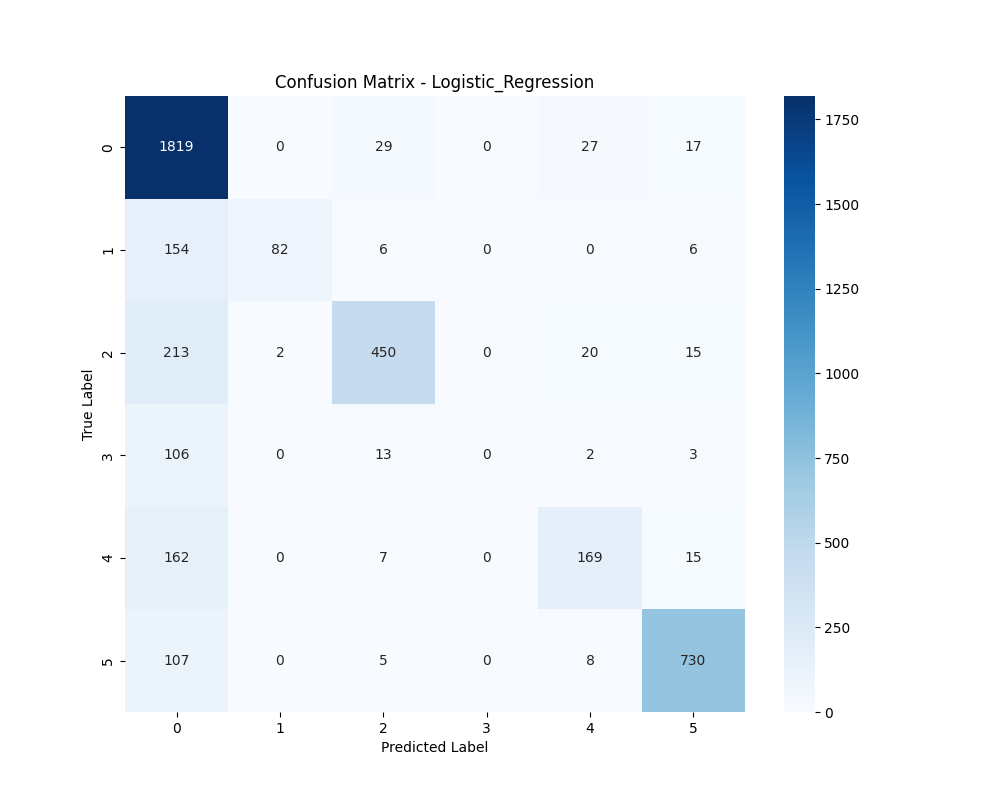 Confusion Matrix - Logistic_Regression
0 1819 0 29 0 27 17
1 154 82 6 0 0 6
2 213 2 450 0 20 15
3 106 0 13 0 2 3
4 162 0 7 0 169 15
5 107 0 5 0 8 730
0 1 2 3 4 5
Predicted Label
True Label
1750
1500
1250
1000
750
500
250
0